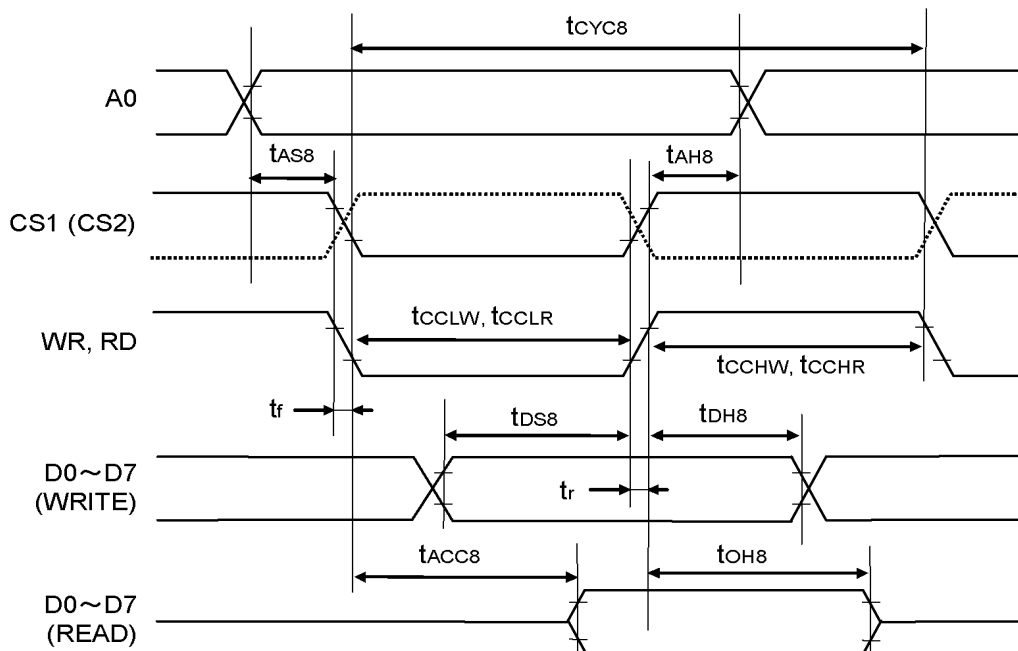 tCYC8
A0
tAS8
tAH8
CS1 (CS2)
tCCLW, tCCLR
WR, RD
tCCHW, tCCHR
tf
tDS8
tDH8
D0～D7
(WRITE)
tr
tACC8
tOH8
D0～D7
(READ)